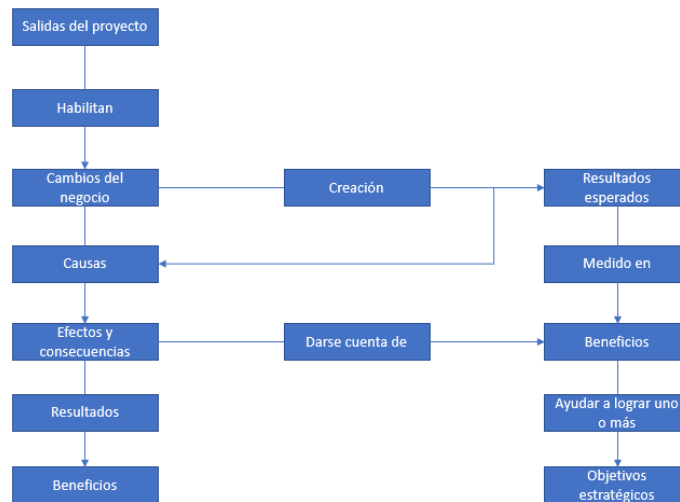 Salidas del proyecto
Habilitan
Cambios del
negocio
Creación
Resultados
esperados
Causas
Medido en
Efectos y
consecuencias
Darse cuenta de
Beneficios
Resultados
Ayudar a lograr uno
o más
Beneficios
Objetivos
estratégicos